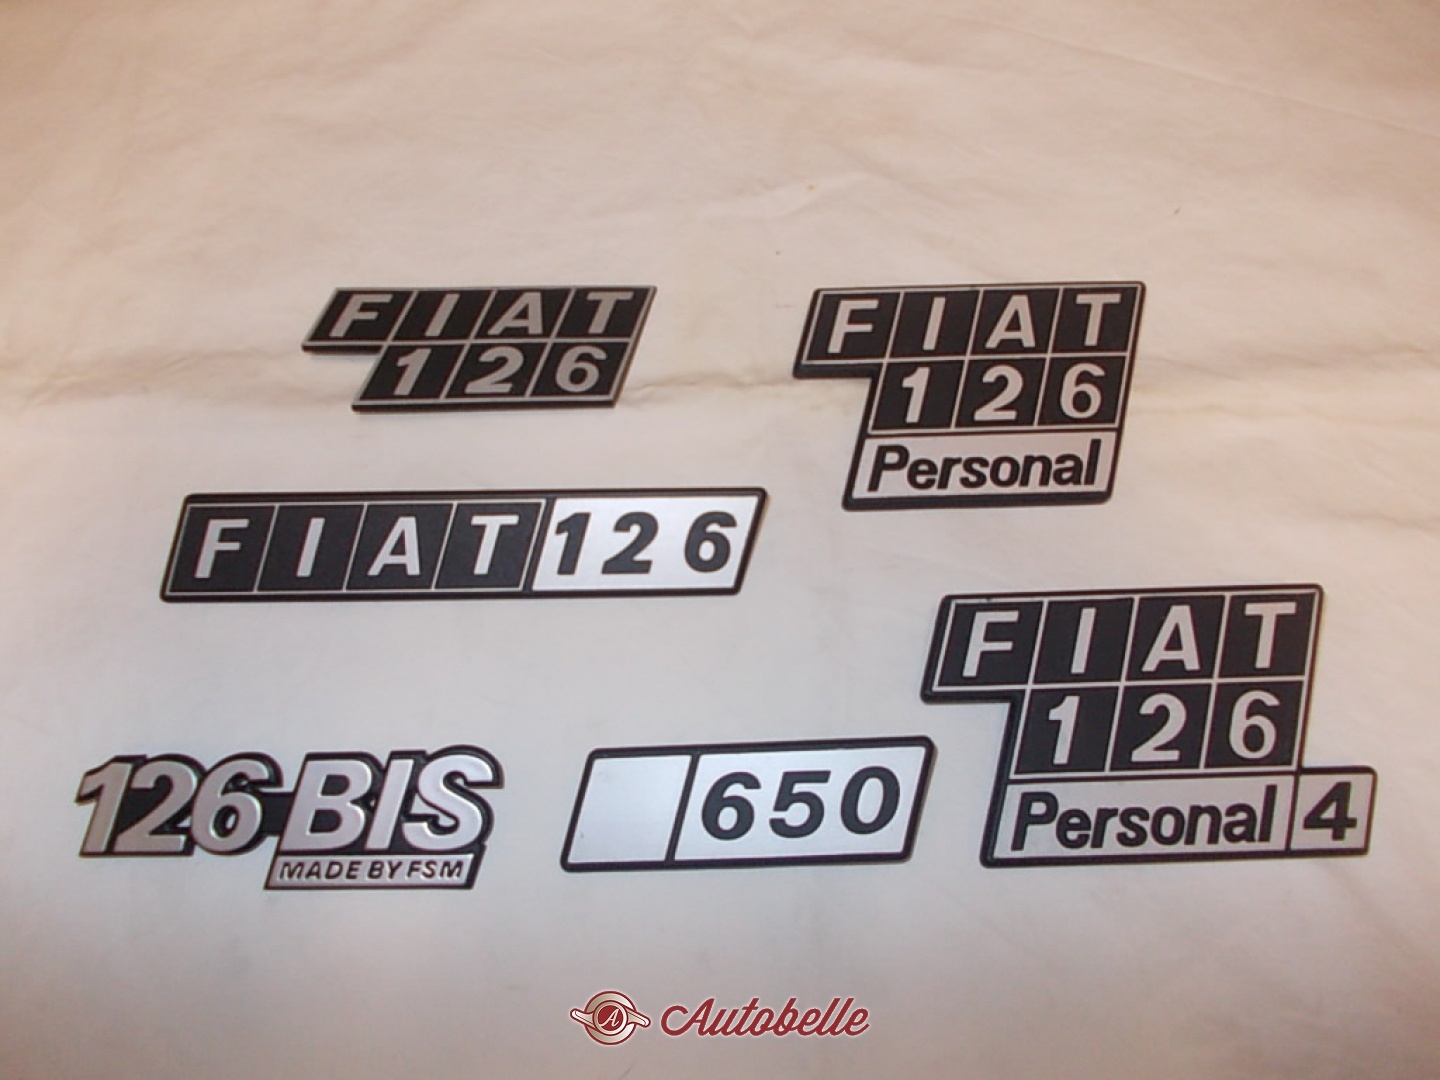 FIAT
126
FIAT
126
Personal
FIAT 126
FIAT
126
Personal 4
126 BIS
MADE BY FSM
650
A Autobelle